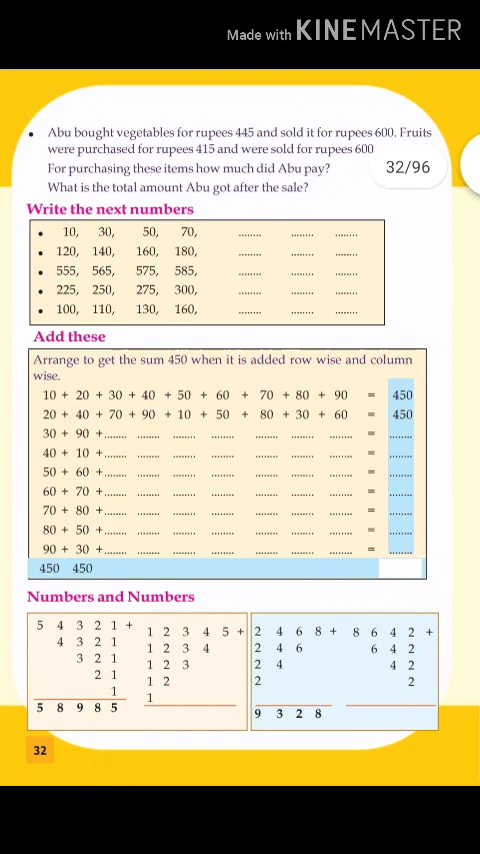 Made with KINEMASTER
• Abu bought vegetables for rupees 445 and sold it for rupees 600. Fruits
were purchased for rupees 415 and were sold for rupees 600
For purchasing these items how much did Abu pay?
What is the total amount Abu got after the sale?
32/96
Write the next numbers
• 10, 30, 50, 70, ........ ........ ........
• 120, 140, 160, 180, ........ ........ ........
• 555, 565, 575, 585, ........ ........ ........
• 225, 250, 275, 300, ........ ........ ........
• 100, 110, 130, 160, ........ ........ ........
Add these
Arrange to get the sum 450 when it is added row wise and column
wise.
10 + 20 + 30 + 40 + 50 + 60 + 70 + 80 + 90 = 450
20 + 40 + 70 + 90 + 10 + 50 + 80 + 30 + 60 = 450
30 + 90 +........ ........ ........ ........ ........ ........ ........ = ........
40 + 10 +........ ........ ........ ........ ........ ........ ........ = ........
50 + 60 +........ ........ ........ ........ ........ ........ ........ = ........
60 + 70 +........ ........ ........ ........ ........ ........ ........ = ........
70 + 80 +........ ........ ........ ........ ........ ........ ........ = ........
80 + 50 +........ ........ ........ ........ ........ ........ ........ = ........
90 + 30 +........ ........ ........ ........ ........ ........ ........ = ........
450 450
Numbers and Numbers
5 4 3 2 1 +
4 3 2 1
3 2 1
2 1
1
5 8 9 8 5
1 2 3 4 5 +
1 2 3 4
1 2 3
1 2
1
2 4 6 8 +
2 4 6
2 4
2
9 3 2 8
8 6 4 2 +
6 4 2
4 2
2
32